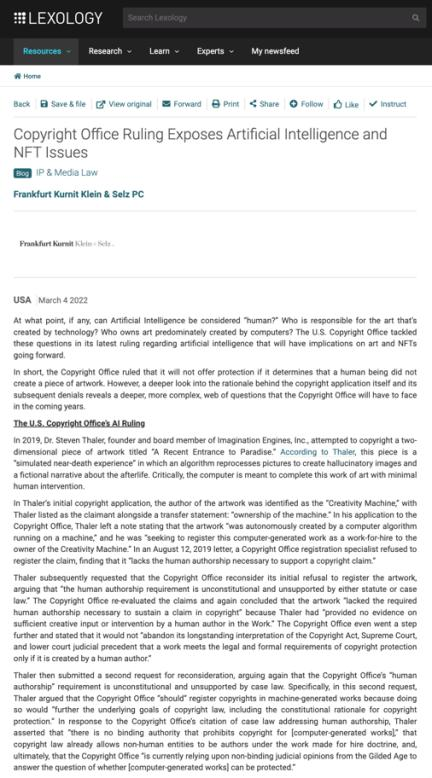 LEXOLOGY
Search Lexology
Resources Research Learn Experts My newsfeed
Home
Back Save & file View original Forward Print Share Follow Like Instruct
Copyright Office Ruling Exposes Artificial Intelligence and
NFT Issues
Blog IP & Media Law
Frankfurt Kurnit Klein & Selz PC
Frankfurt Kurnit Klein + Selz PC
USA | March 4 2022
At what point, if any, can Artificial Intelligence be considered “human?” Who is responsible for the art that's
created by technology? Who owns art predominately created by computers? The U.S. Copyright Office tackled
these questions in its latest ruling regarding artificial intelligence that will have implications on art and NFTs
going forward.
In short, the Copyright Office ruled that it will not offer protection if it determines that a human being did not
create a piece of artwork. However, a deeper look into the rationale behind the copyright application itself and its
subsequent denials reveals a deeper, more complex, web of questions that the Copyright Office will have to face
in the coming years.
The U.S. Copyright Office's AI Ruling
In 2019, Dr. Steven Thaler, founder and board member of Imagination Engines, Inc., attempted to copyright a two-
dimensional piece of artwork titled “A Recent Entrance to Paradise.” According to Thaler, this piece is a
“simulated near-death experience” in which an algorithm reprocesses pictures to create hallucinatory images and
a fictional narrative about the afterlife. Critically, the computer is meant to complete this work of art with minimal
human intervention.
In Thaler's initial copyright application, the author of the artwork was identified as the “Creativity Machine,” with
Thaler listed as the claimant alongside a transfer statement: “ownership of the machine.” In his application to the
Copyright Office, Thaler left a note stating that the artwork “was autonomously created by a computer algorithm
running on a machine,” and he was “seeking to register this computer-generated work as a work-for-hire to the
owner of the Creativity Machine.” In an August 12, 2019 letter, a Copyright Office registration specialist refused to
register the claim, finding that it “lacks the human authorship necessary to support a copyright claim.”
Thaler subsequently requested that the Copyright Office reconsider its initial refusal to register the artwork,
arguing that “the human authorship requirement is unconstitutional and unsupported by either statute or case
law.” The Copyright Office re-evaluated the claims and again concluded that the artwork “lacked the required
human authorship necessary to sustain a claim in copyright” because Thaler had “provided no evidence on
sufficient creative input or intervention by a human author in the Work.” The Copyright Office even went a step
further and stated that it would not “abandon its longstanding interpretation of the Copyright Act, Supreme Court,
and lower court judicial precedent that a work meets the legal and formal requirements of copyright protection
only if it is created by a human author.”
Thaler then submitted a second request for reconsideration, arguing again that the Copyright Office's “human
authorship” requirement is unconstitutional and unsupported by case law. Specifically, in this second request,
Thaler argued that the Copyright Office “should” register copyrights in machine-generated works because doing
so would “further the underlying goals of copyright law, including the constitutional rationale for copyright
protection.” In response to the Copyright Office's citation of case law addressing human authorship, Thaler
asserted that “there is no binding authority that prohibits copyright for [computer-generated works],” that
copyright law already allows non-human entities to be authors under the work made for hire doctrine, and,
ultimately, that the Copyright Office “is currently relying upon non-binding judicial opinions from the Gilded Age to
answer the question of whether [computer-generated works] can be protected.”